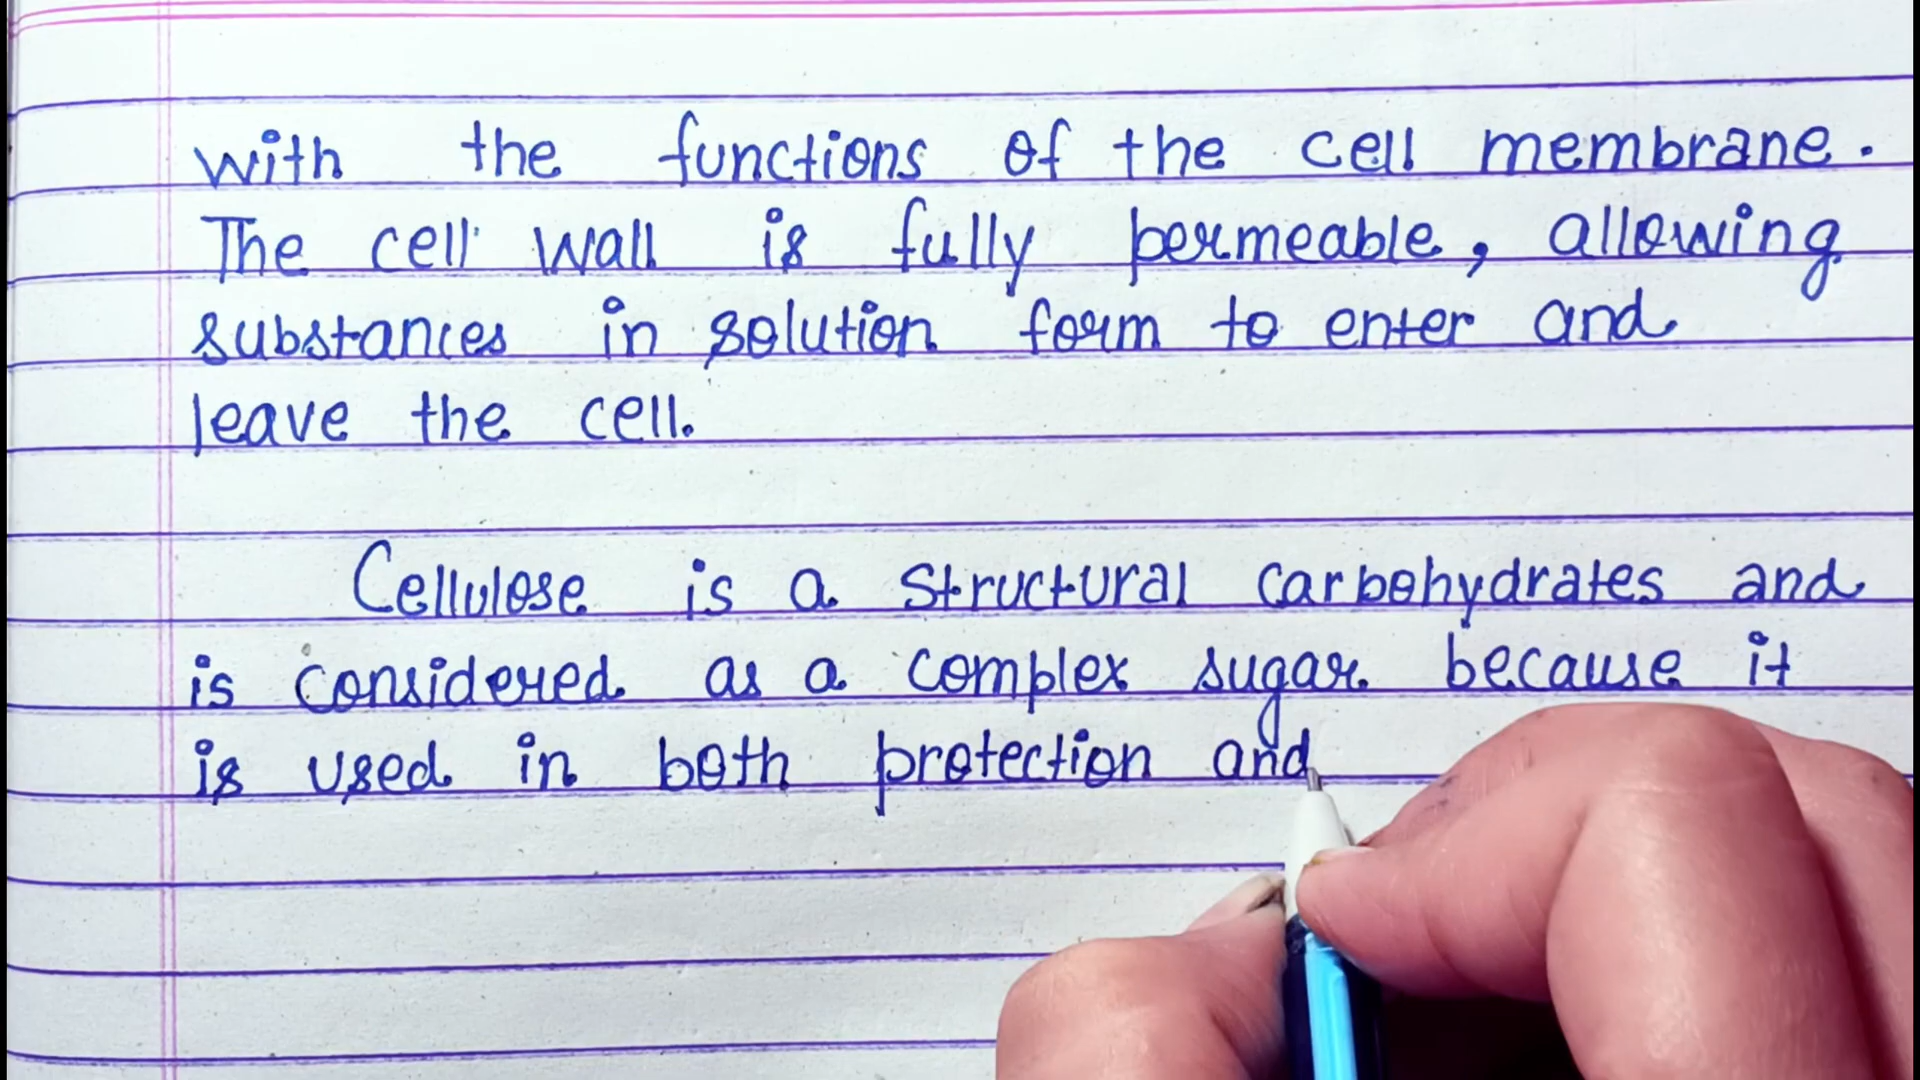 with the functions of the cell membrane.
The cell wall is fully permeable, allowing
substances in solution form to enter and
leave the cell.
Cellulose is a structural carbohydrates and
is considered as a complex sugar because it
is used in both protection and